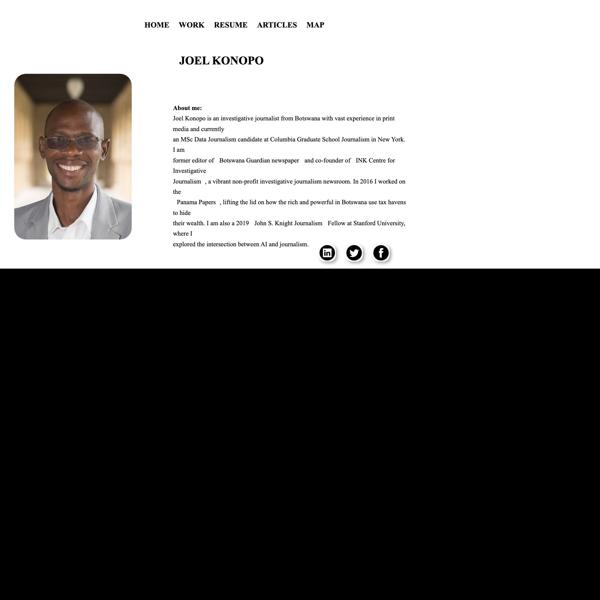 HOME WORK RESUME ARTICLES MAP
JOEL KONOPO
About me:
Joel Konopo is an investigative journalist from Botswana with vast experience in print
media and currently
an MSc Data Journalism candidate at Columbia Graduate School Journalism in New York.
I am
former editor of Botswana Guardian newspaper and co-founder of INK Centre for
Investigative
Journalism , a vibrant non-profit investigative journalism newsroom. In 2016 I worked on
the
Panama Papers , lifting the lid on how the rich and powerful in Botswana use tax havens
to hide
their wealth. I am also a 2019 John S. Knight Journalism Fellow at Stanford University,
where I
explored the intersection between AI and journalism.